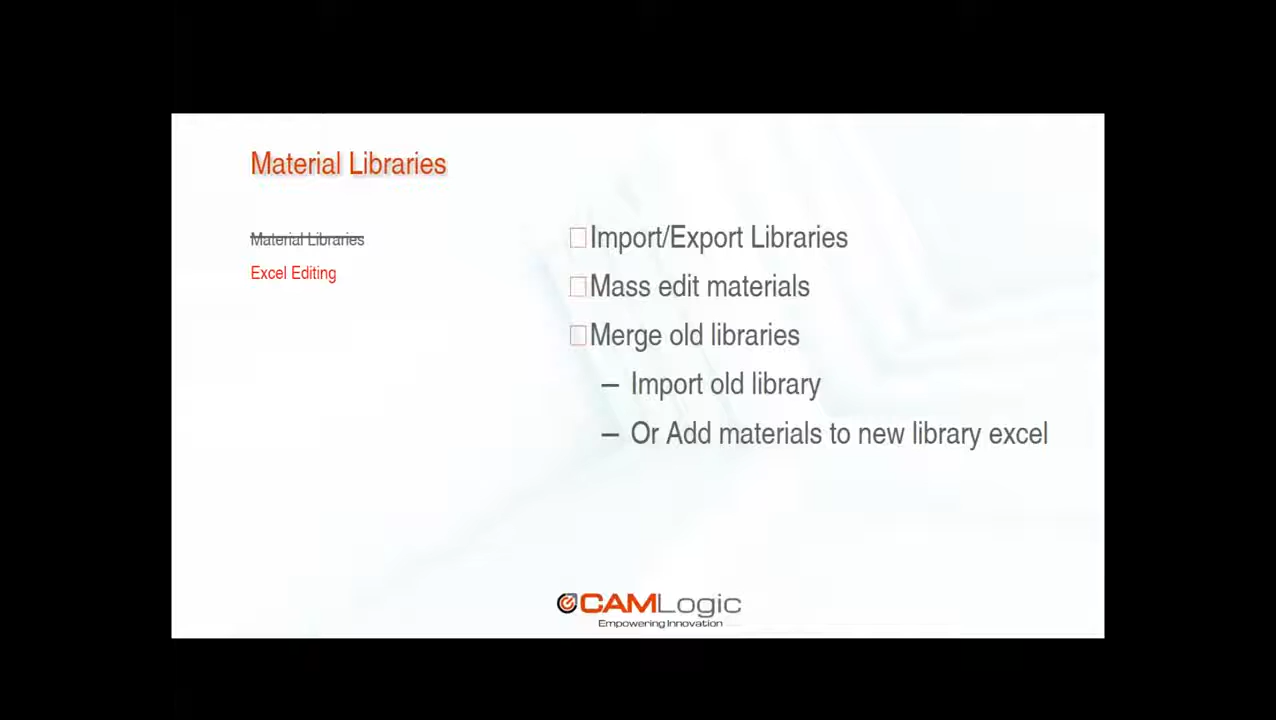 Material Libraries
Material Libraries
Excel Editing
Import/Export Libraries
Mass edit materials
Merge old libraries
– Import old library
– Or Add materials to new library excel
CAMLogic
Empowering Innovation